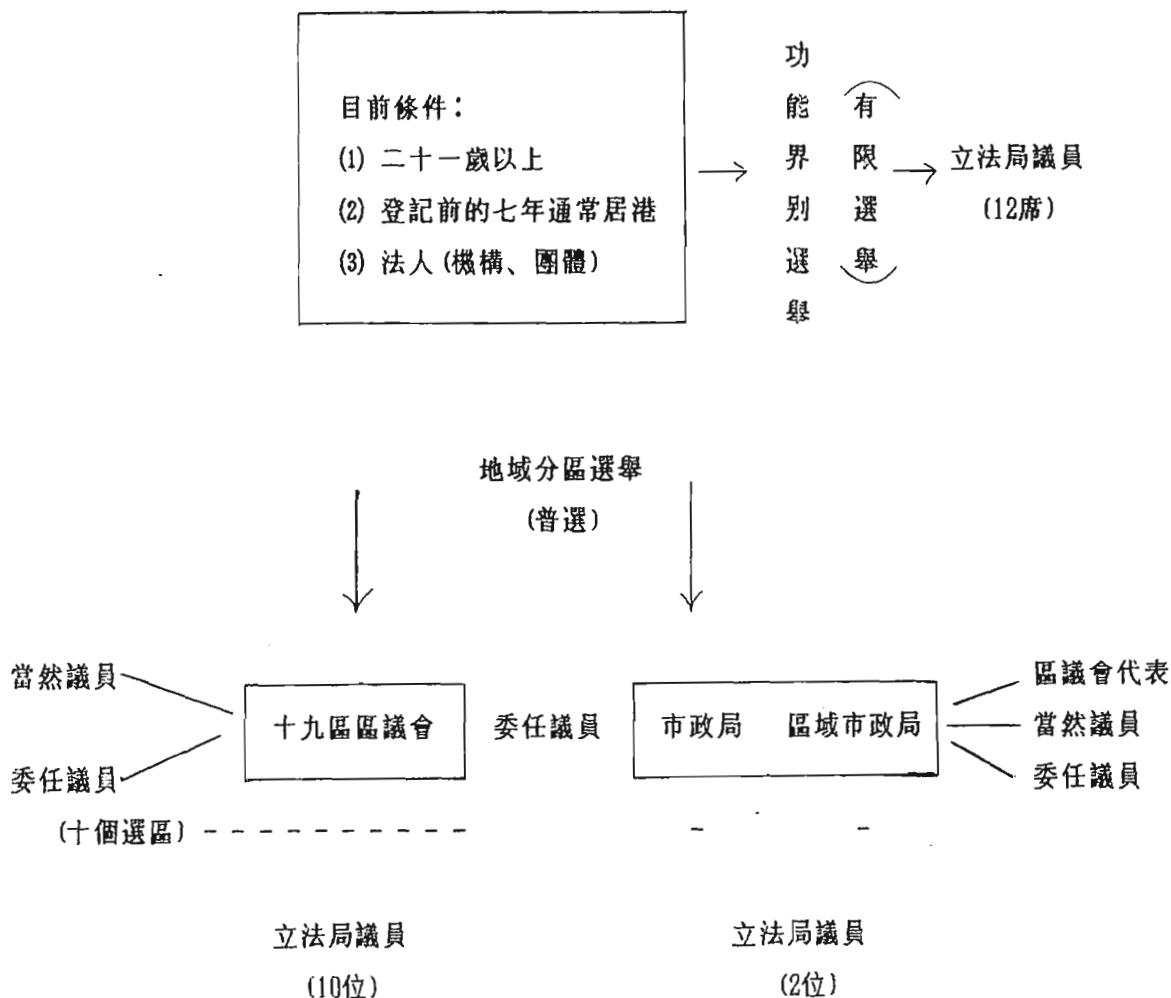 目前條件：
(1) 二十一歲以上
(2) 登記前的七年通常居港
(3) 法人(機構、團體)
功能界別選舉
(有限選舉)
立法局議員
(12席)
地域分區選舉
(普選)
當然議員
委任議員
十九區區議會
委任議員
市政局 區域市政局
區議會代表
當然議員
委任議員
(十個選區) - - - - - - - - - - - -
立法局議員
(10位)
立法局議員
(2位)